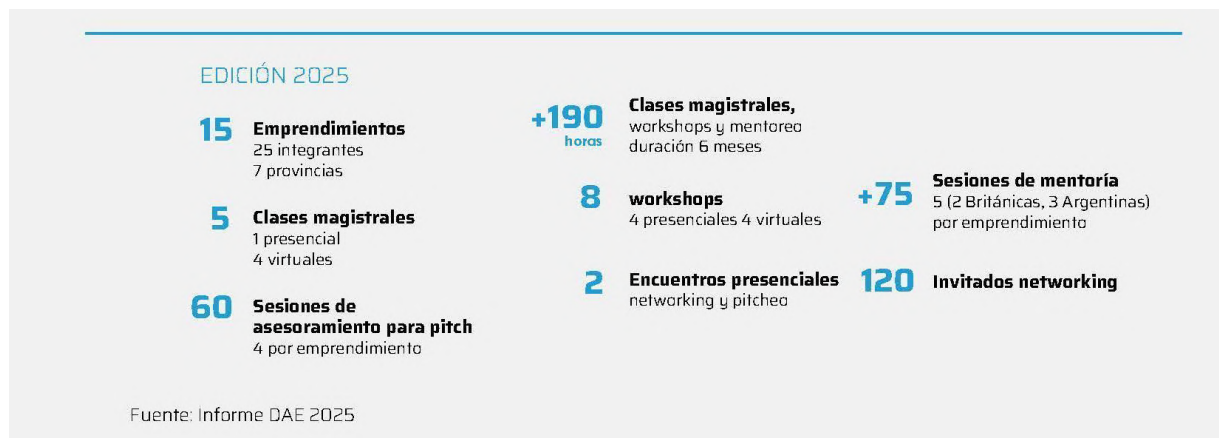 EDICIÓN 2025
15
Emprendimientos
25 integrantes
7 provincias
5
Clases magistrales
1 presencial
4 virtuales
60
Sesiones de
asesoramiento para pitch
4 por emprendimiento
+190
horas
Clases magistrales,
workshops y mentoreo
duración 6 meses
8
workshops
4 presenciales 4 virtuales
2
Encuentros presenciales
networking y pitcheo
+75
Sesiones de mentoría
5 (2 Británicas, 3 Argentinas)
por emprendimiento
120
Invitados networking
Fuente: Informe DAE 2025